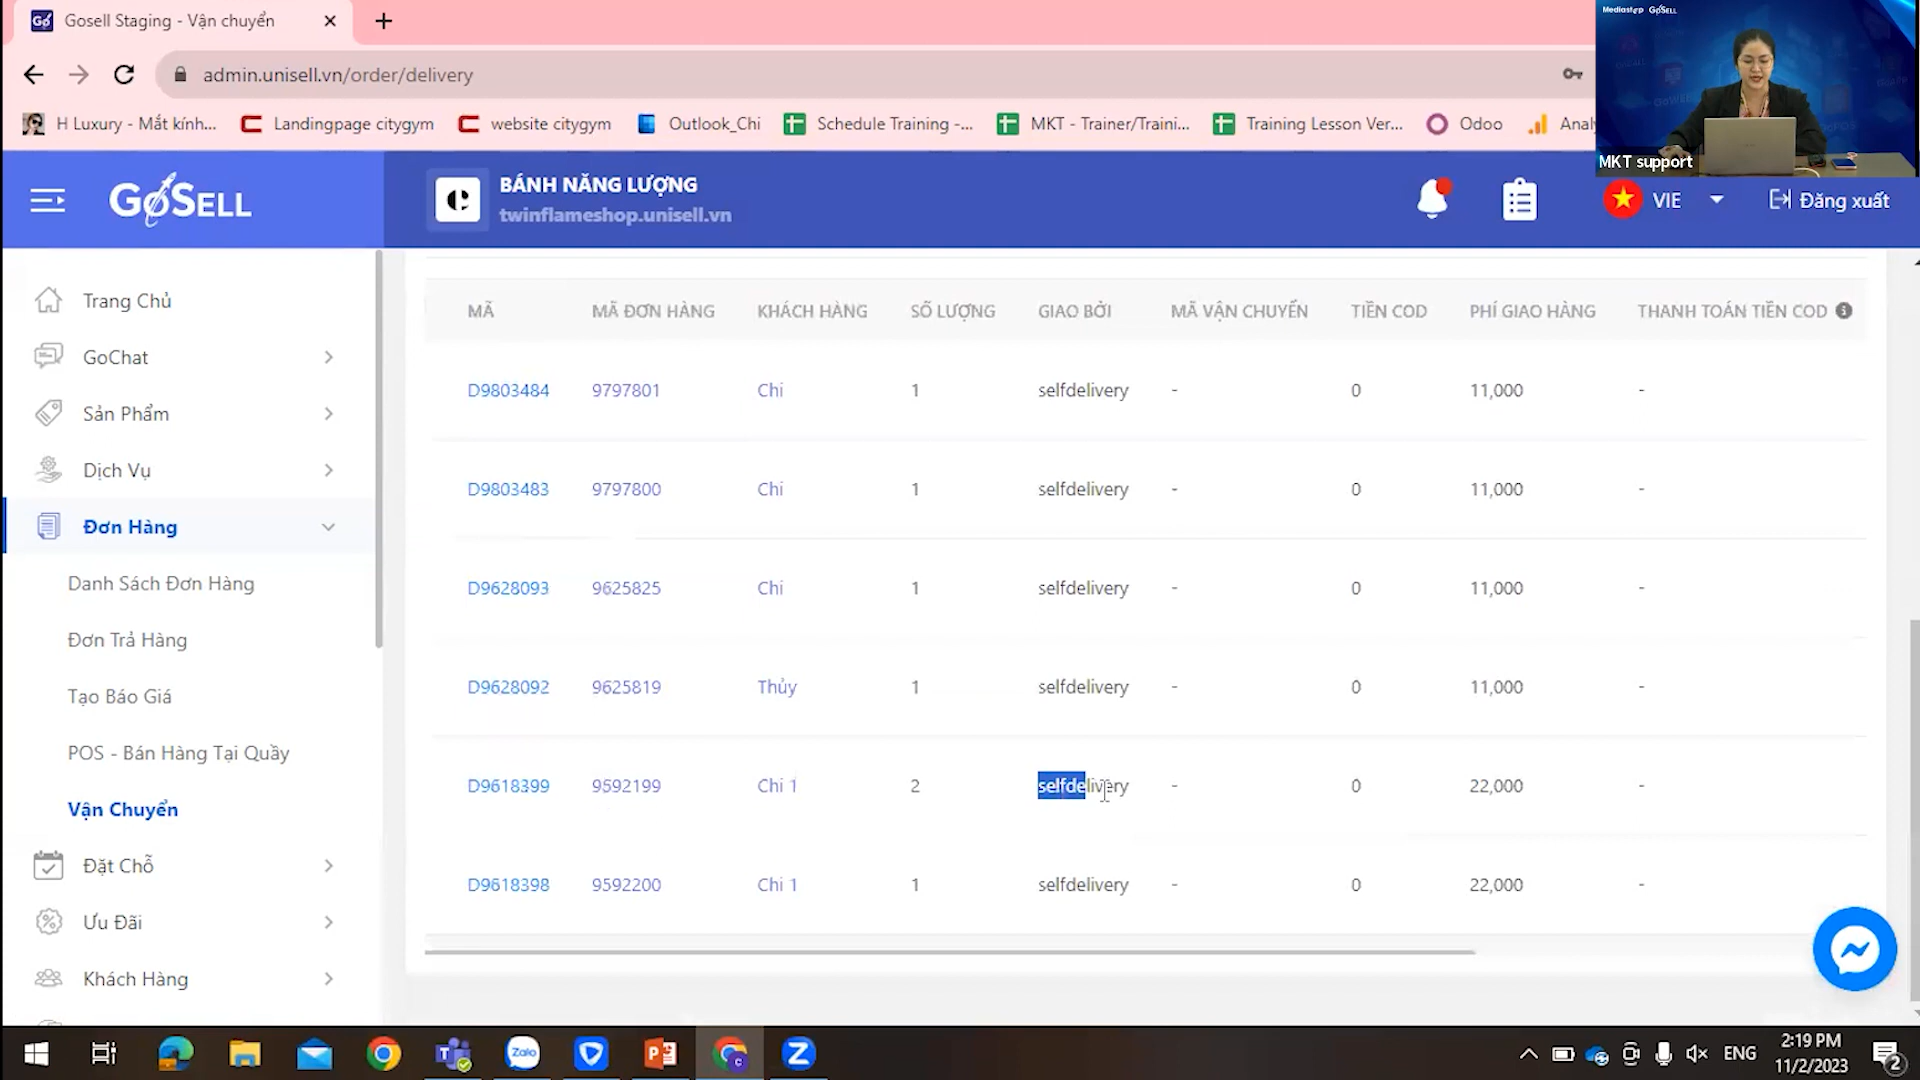 Gosell Staging - Vận chuyển
admin.unisell.vn/order/delivery
H Luxury - Mắt kính...
Landingpage citygym
website citygym
Outlook_Chi
Schedule Training -...
MKT - Trainer/Traini...
Training Lesson Ver...
Odoo
Anal
Mediastep GoSELL
MKT support
GoSELL
BÁNH NĂNG LƯỢNG
twinflameshop.unisell.vn
VIE
Đăng xuất
Trang Chủ
GoChat
Sản Phẩm
Dịch Vụ
Đơn Hàng
Danh Sách Đơn Hàng
Đơn Trả Hàng
Tạo Báo Giá
POS - Bán Hàng Tại Quầy
Vận Chuyển
Đặt Chỗ
Ưu Đãi
Khách Hàng
MÃ MÃ ĐƠN HÀNG KHÁCH HÀNG SỐ LƯỢNG GIAO BỞI MÃ VẬN CHUYỂN TIỀN COD PHÍ GIAO HÀNG THANH TOÁN TIỀN COD
D9803484 9797801 Chi 1 selfdelivery - 0 11,000 -
D9803483 9797800 Chi 1 selfdelivery - 0 11,000 -
D9628093 9625825 Chi 1 selfdelivery - 0 11,000 -
D9628092 9625819 Thủy 1 selfdelivery - 0 11,000 -
D9618399 9592199 Chi 1 2 selfdelivery - 0 22,000 -
D9618398 9592200 Chi 1 1 selfdelivery - 0 22,000 -
Zalo
ENG
2:19 PM
11/2/2023
2